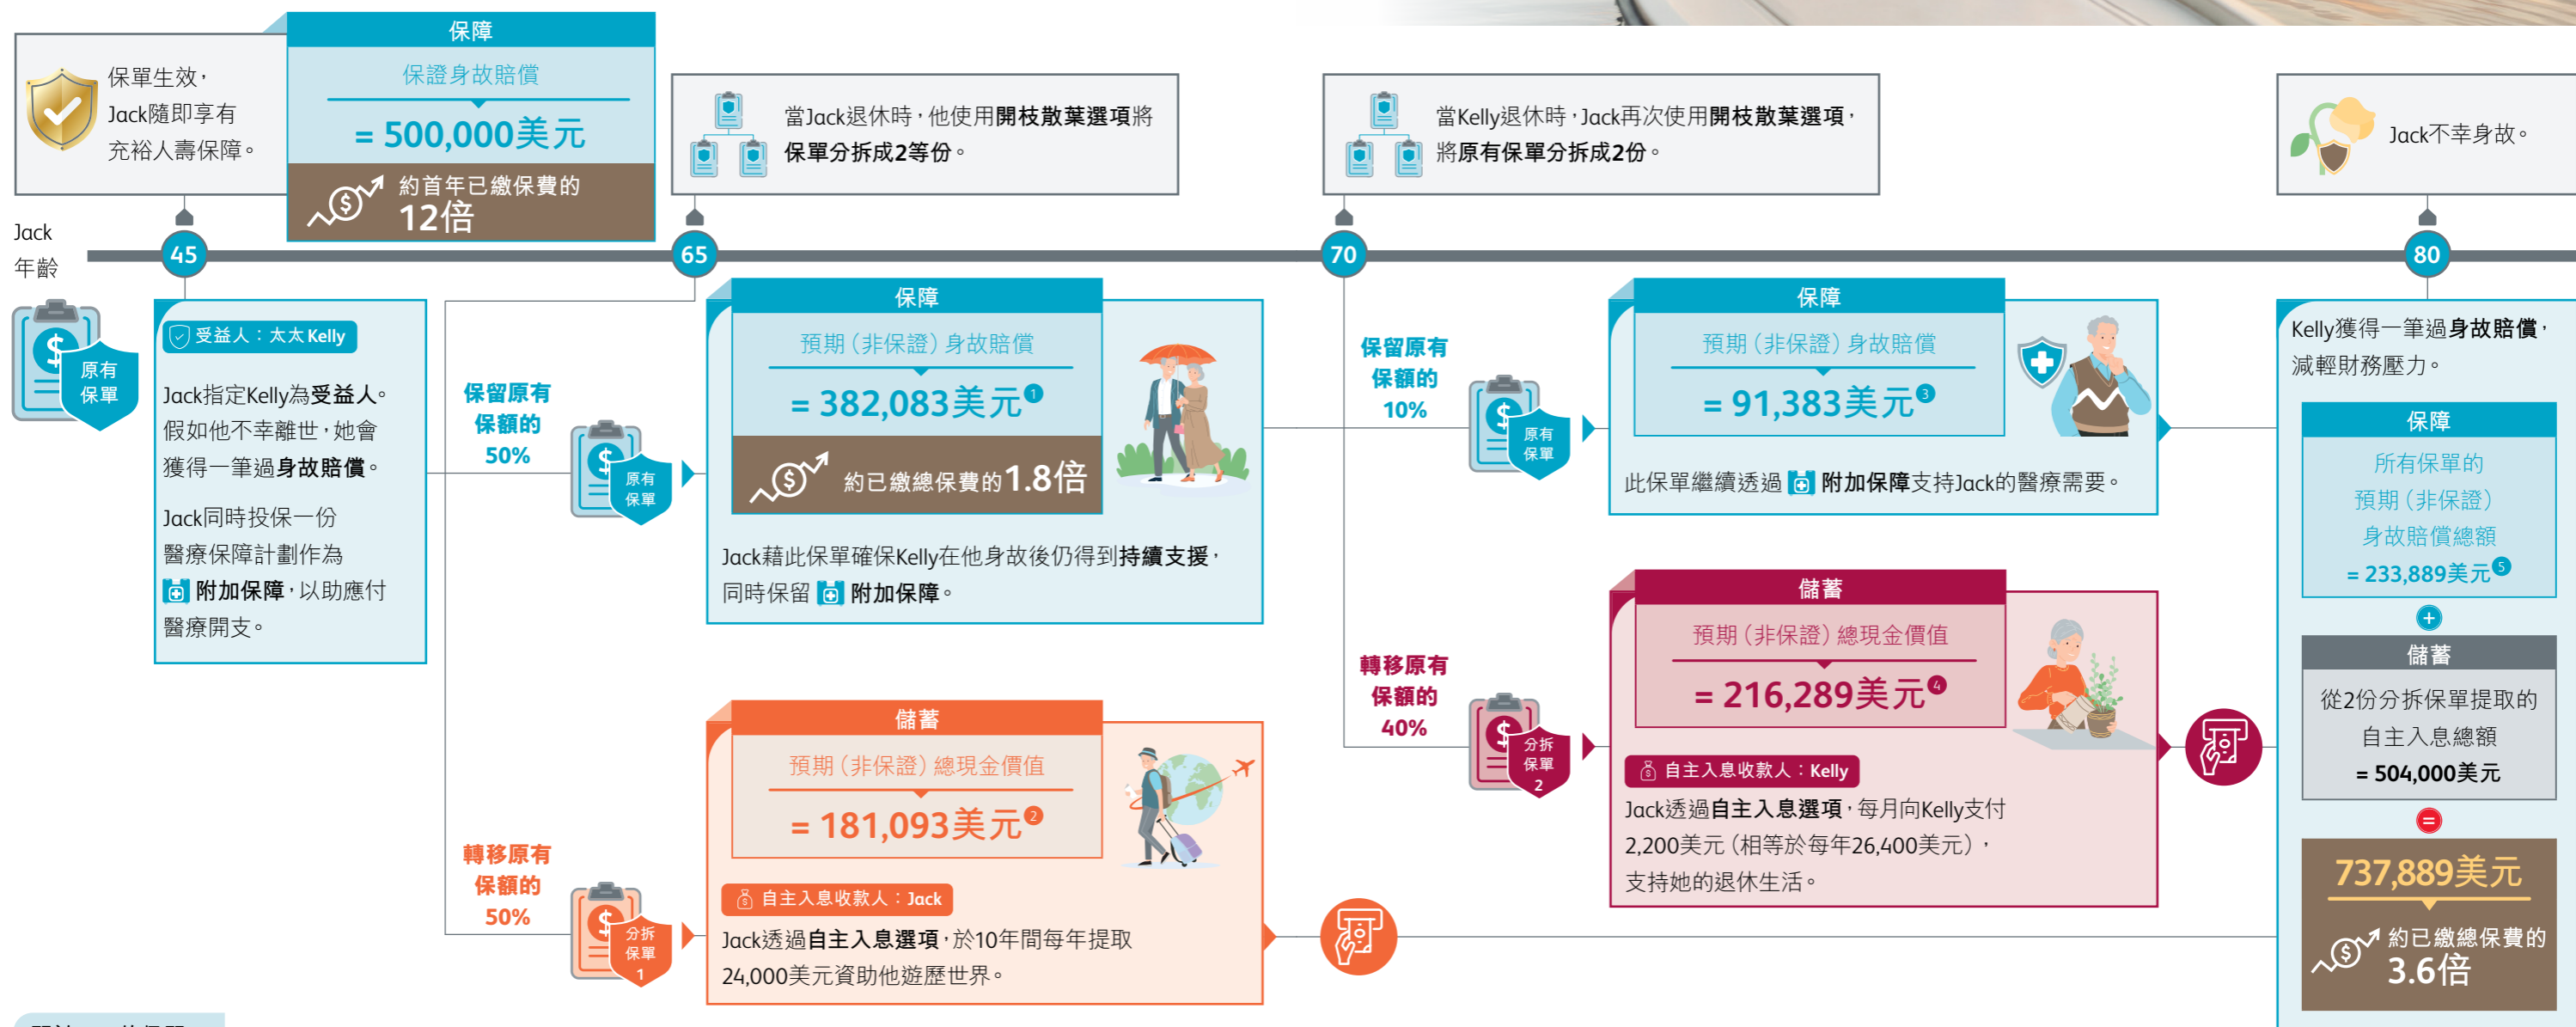 保單生效，
Jack隨即享有
充裕人壽保障。
保障
保證身故賠償
= 500,000美元
約首年已繳保費的
12倍
當Jack退休時，他使用開枝散葉選項將
保單分拆成2等份。
當Kelly退休時，Jack再次使用開枝散葉選項，
將原有保單分拆成2份。
Jack不幸身故。
Jack
年齡
45
65
70
80
原有
保單
受益人：太太Kelly
Jack指定Kelly為受益人。
假如他不幸離世，她會
獲得一筆過身故賠償。
Jack同時投保一份
醫療保障計劃作為
附加保障，以助應付
醫療開支。
保留原有
保額的
50%
原有
保單
保障
預期（非保證）身故賠償
= 382,083美元1
約已繳總保費的1.8倍
Jack藉此保單確保Kelly在他身故後仍得到持續支援，
同時保留 附加保障。
轉移原有
保額的
50%
分拆
保單
1
儲蓄
預期（非保證）總現金價值
= 181,093美元2
自主入息收款人：Jack
Jack透過自主入息選項，於10年間每年提取
24,000美元資助他遊歷世界。
保留原有
保額的
10%
原有
保單
保障
預期（非保證）身故賠償
= 91,383美元3
此保單繼續透過 附加保障支持Jack的醫療需要。
轉移原有
保額的
40%
分拆
保單
2
儲蓄
預期（非保證）總現金價值
= 216,289美元4
自主入息收款人：Kelly
Jack透過自主入息選項，每月向Kelly支付
2,200美元（相等於每年26,400美元），
支持她的退休生活。
Kelly獲得一筆過身故賠償，
減輕財務壓力。
保障
所有保單的
預期（非保證）
身故賠償總額
= 233,889美元5
+
儲蓄
從2份分拆保單提取的
自主入息總額
= 504,000美元
=
737,889美元
約已繳總保費的
3.6倍